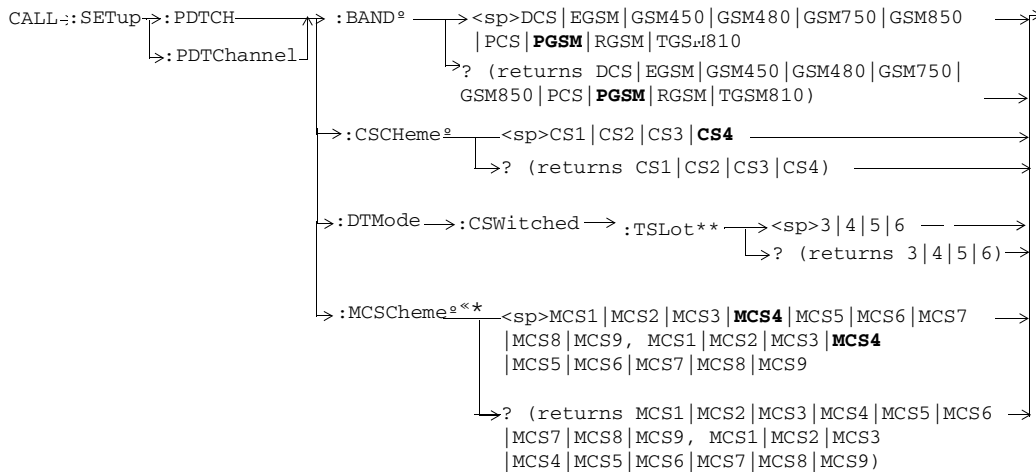 CALL :SETup :PDTCH :BAND º <sp>DCS|EGSM|GSM450|GSM480|GSM750|GSM850
:PDTChannel |PCS|PGSM|RGSM|
? (returns DCS|EGSM|GSM450|GSM480|GSM750|
GSM850|PCS|PGSM|RGSM|TGSM810)
:CSCHeme º <sp>CS1|CS2|CS3|CS4
? (returns CS1|CS2|CS3|CS4)
:DTMode :CSWitched :TSLot** <sp>3|4|5|6
? (returns 3|4|5|6)
:MCSCheme º«* <sp>MCS1|MCS2|MCS3|MCS4|MCS5|MCS6|MCS7
|MCS8|MCS9, MCS1|MCS2|MCS3|MCS4
|MCS5|MCS6|MCS7|MCS8|MCS9
? (returns MCS1|MCS2|MCS3|MCS4|MCS5|MCS6
|MCS7|MCS8|MCS9, MCS1|MCS2|MCS3
|MCS4|MCS5|MCS6|MCS7|MCS8|MCS9)